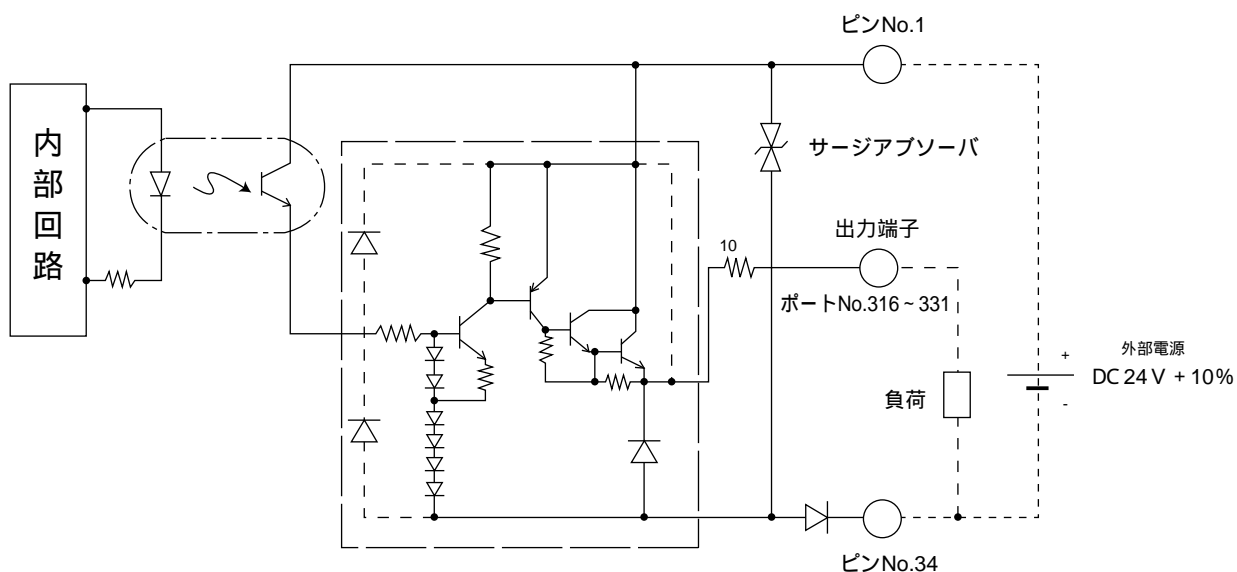 ピンNo.1
内部回路
サージアブソーバ
出力端子
10
ポートNo.316~331
外部電源
+
DC 24V + 10%
-
負荷
ピンNo.34